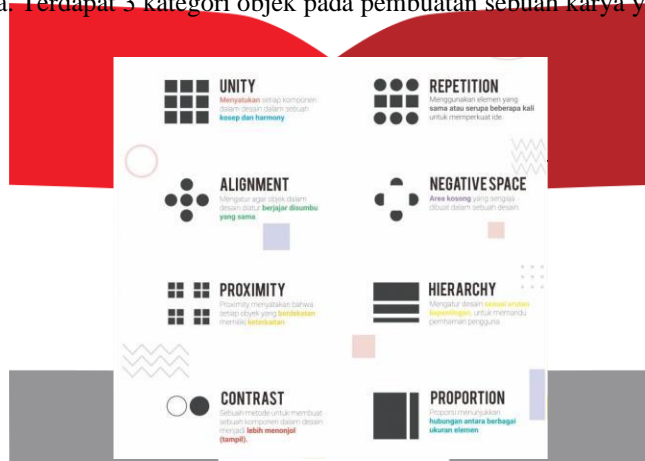 a. Terdapat 3 kategori objek pada pembuatan sebuah karya y
UNITY
Menyatukan setiap komponen
dalam desain dalam sebuah
kosep dan harmony
REPETITION
Menggunakan elemen yang
sama atau serupa beberapa kali
untuk memperkuat ide.
ALIGNMENT
Mengatur agar objek dalam
desain diatur berjajar disumbu
yang sama
NEGATIVE SPACE
Area kosong yang sengaja
dibuat dalam sebuah desain
PROXIMITY
Proximity menyatakan bahwa
setiap objek yang berdekatan
memiliki keterkaitan
HIERARCHY
Mengatur desain sesuai urutan
kepentingan, untuk memandu
pemhaman pengguna
CONTRAST
Sebuah metode untuk membuat
sebuah komponen dalam desain
menjadi lebih menonjol
(tampil).
PROPORTION
Proporsi menunjukkan
hubungan antara berbagai
ukuran elemen